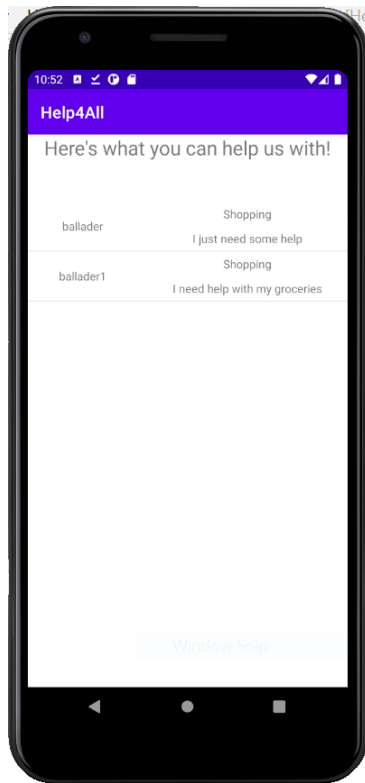 10:52
Help4All
Here's what you can help us with!
ballader
Shopping
I just need some help
ballader1
Shopping
I need help with my groceries
Window Snip